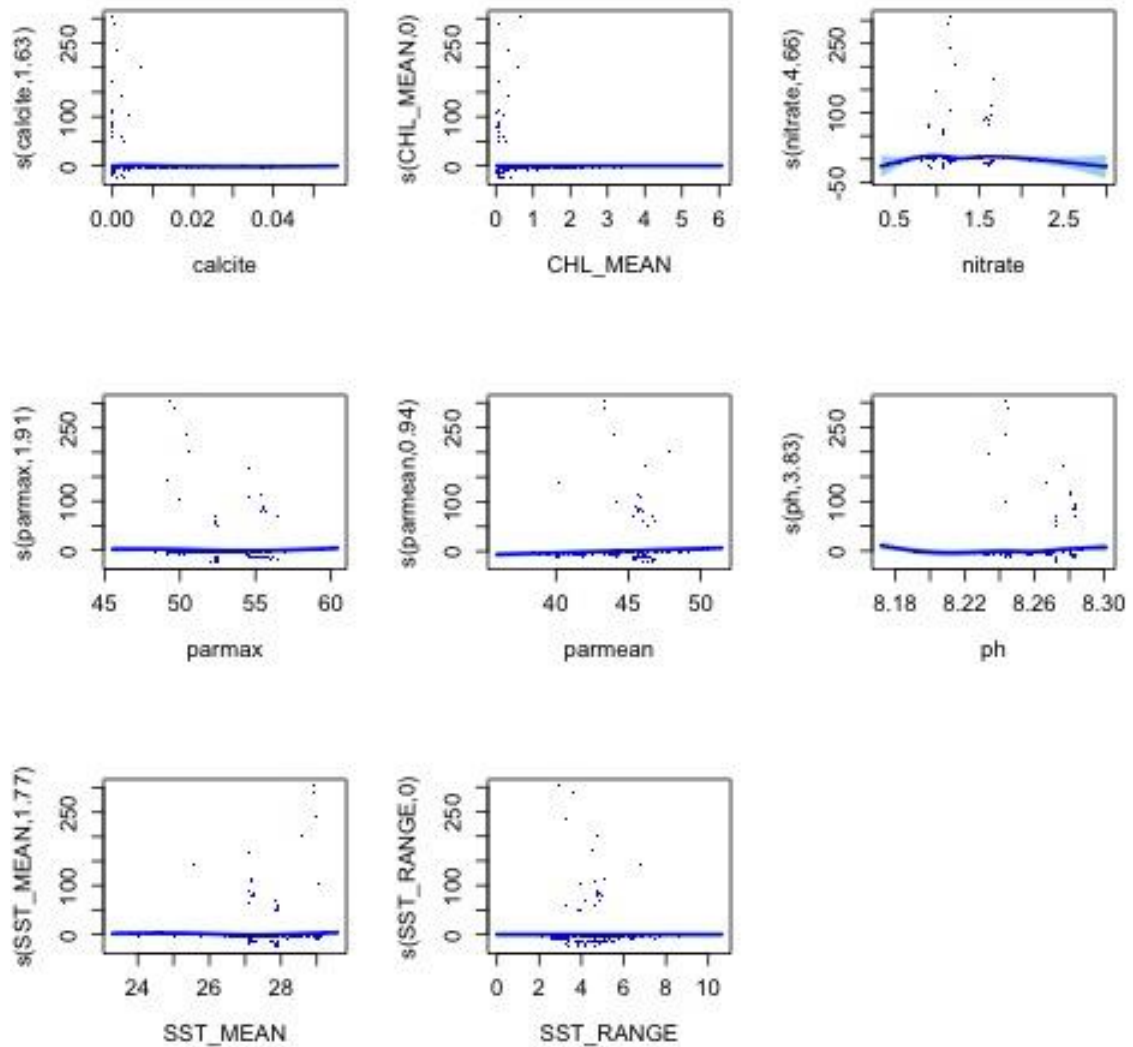 s(calcite,1.63)
250
100
0
0.00 0.02 0.04
calcite
s(CHL_MEAN,0)
250
100
0
0 1 2 3 4 5 6
CHL_MEAN
s(nitrate,4.66)
250
100
-50
0.5 1.5 2.5
nitrate
s(parmax,1.91)
250
100
0
45 50 55 60
parmax
s(parmean,0.94)
250
100
0
40 45 50
parmean
s(ph,3.83)
250
100
0
8.18 8.22 8.26 8.30
ph
s(SST_MEAN,1.77)
250
100
0
24 26 28
SST_MEAN
s(SST_RANGE,0)
250
100
0
0 2 4 6 8 10
SST_RANGE